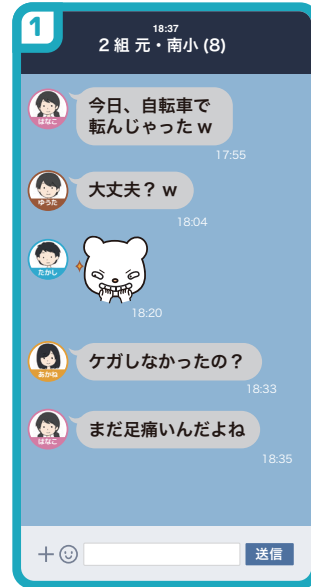 1
18:37
2 組 元・南小 (8)
はなこ
今日、自転車で
転んじゃった w
17:55
ゆうた
大丈夫? w
18:04
たかし
18:20
あかね
ケガしなかったの?
18:33
はなこ
まだ足痛いんだよね
18:35
送信